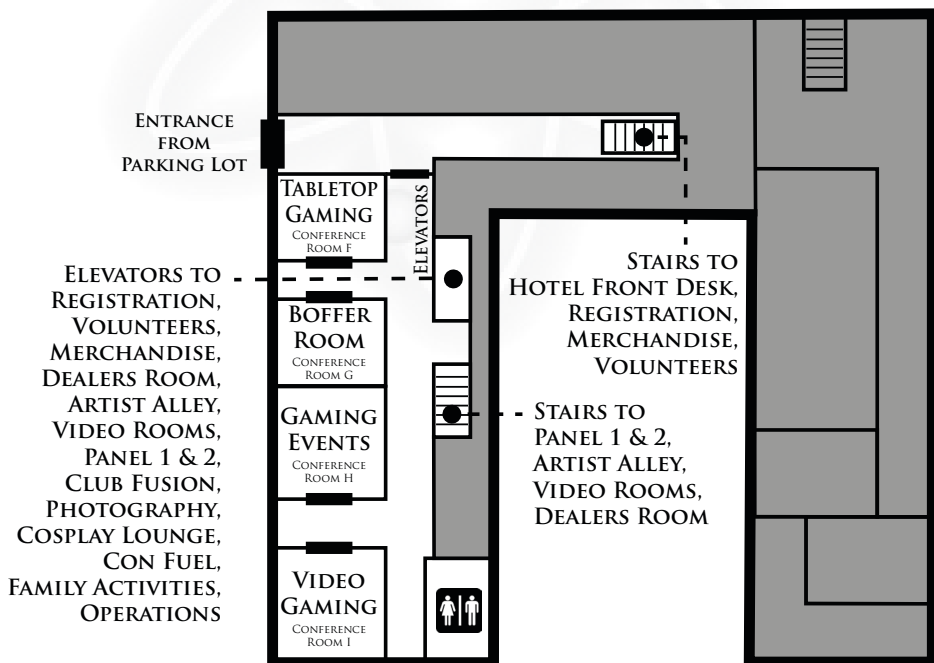 Entrance
from
Parking Lot
Tabletop
Gaming
Conference
Room F
Elevators
Elevators to
Registration,
Volunteers,
Merchandise,
Dealers Room,
Artist Alley,
Video Rooms,
Panel 1 & 2,
Club Fusion,
Photography,
Cosplay Lounge,
Con Fuel,
Family Activities,
Operations
Boffer
Room
Conference
Room G
Gaming
Events
Conference
Room H
Video
Gaming
Conference
Room I
Stairs to
Hotel Front Desk,
Registration,
Merchandise,
Volunteers
Stairs to
Panel 1 & 2,
Artist Alley,
Video Rooms,
Dealers Room